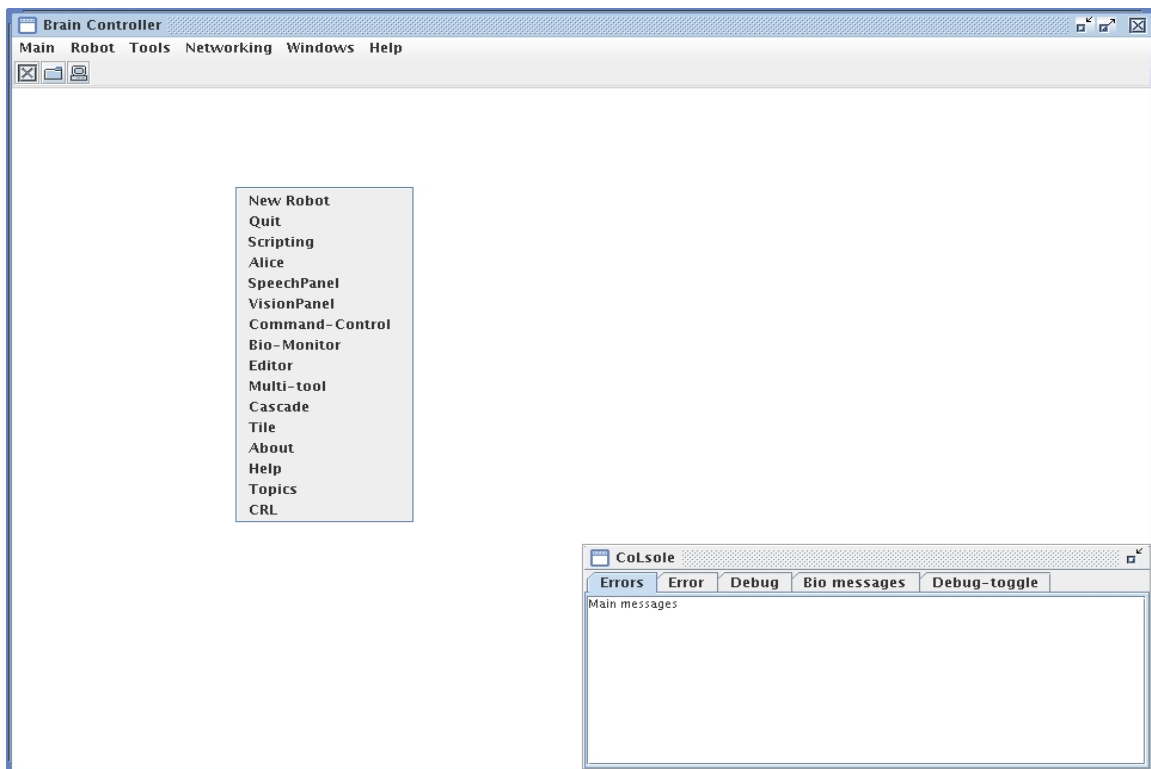 Brain Controller
Main Robot Tools Networking Windows Help
New Robot
Quit
Scripting
Alice
SpeechPanel
VisionPanel
Command-Control
Bio-Monitor
Editor
Multi-tool
Cascade
Tile
About
Help
Topics
CRL
CoLsole
Errors Error Debug Bio messages Debug-toggle
Main messages